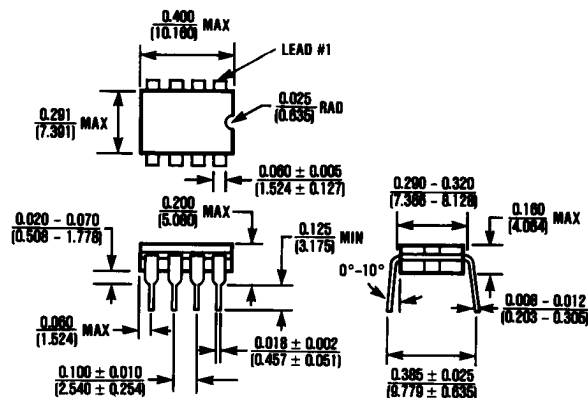 0.400
(10.160) MAX
LEAD #1
0.291
(7.391) MAX
0.025
(0.635) RAD
0.060 ± 0.005
(1.524 ± 0.127)
0.290 - 0.320
(7.366 - 8.128)
0.200
(5.080) MAX
0.160
(4.064) MAX
0.020 - 0.070
(0.508 - 1.778)
0.125
(3.175) MIN
0°-10°
0.008 - 0.012
(0.203 - 0.305)
0.060
(1.524) MAX
0.018 ± 0.002
(0.457 ± 0.051)
0.100 ± 0.010
(2.540 ± 0.254)
0.385 ± 0.025
(9.779 ± 0.635)